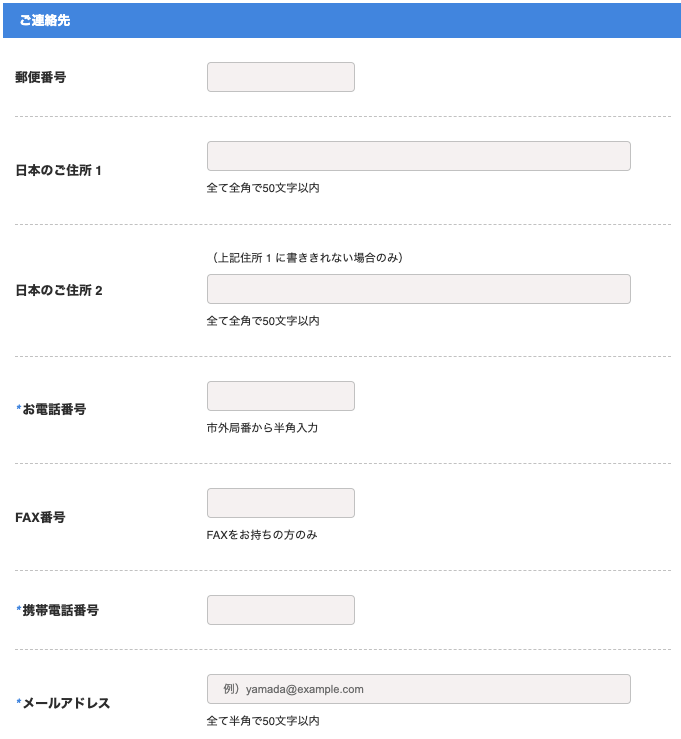 ご連絡先
郵便番号
日本のご住所 1
全て全角で50文字以内
（上記住所 1 に書ききれない場合のみ）
日本のご住所 2
全て全角で50文字以内
*お電話番号
市外局番から半角入力
FAX番号
FAXをお持ちの方のみ
*携帯電話番号
*メールアドレス
例）yamada@example.com
全て半角で50文字以内